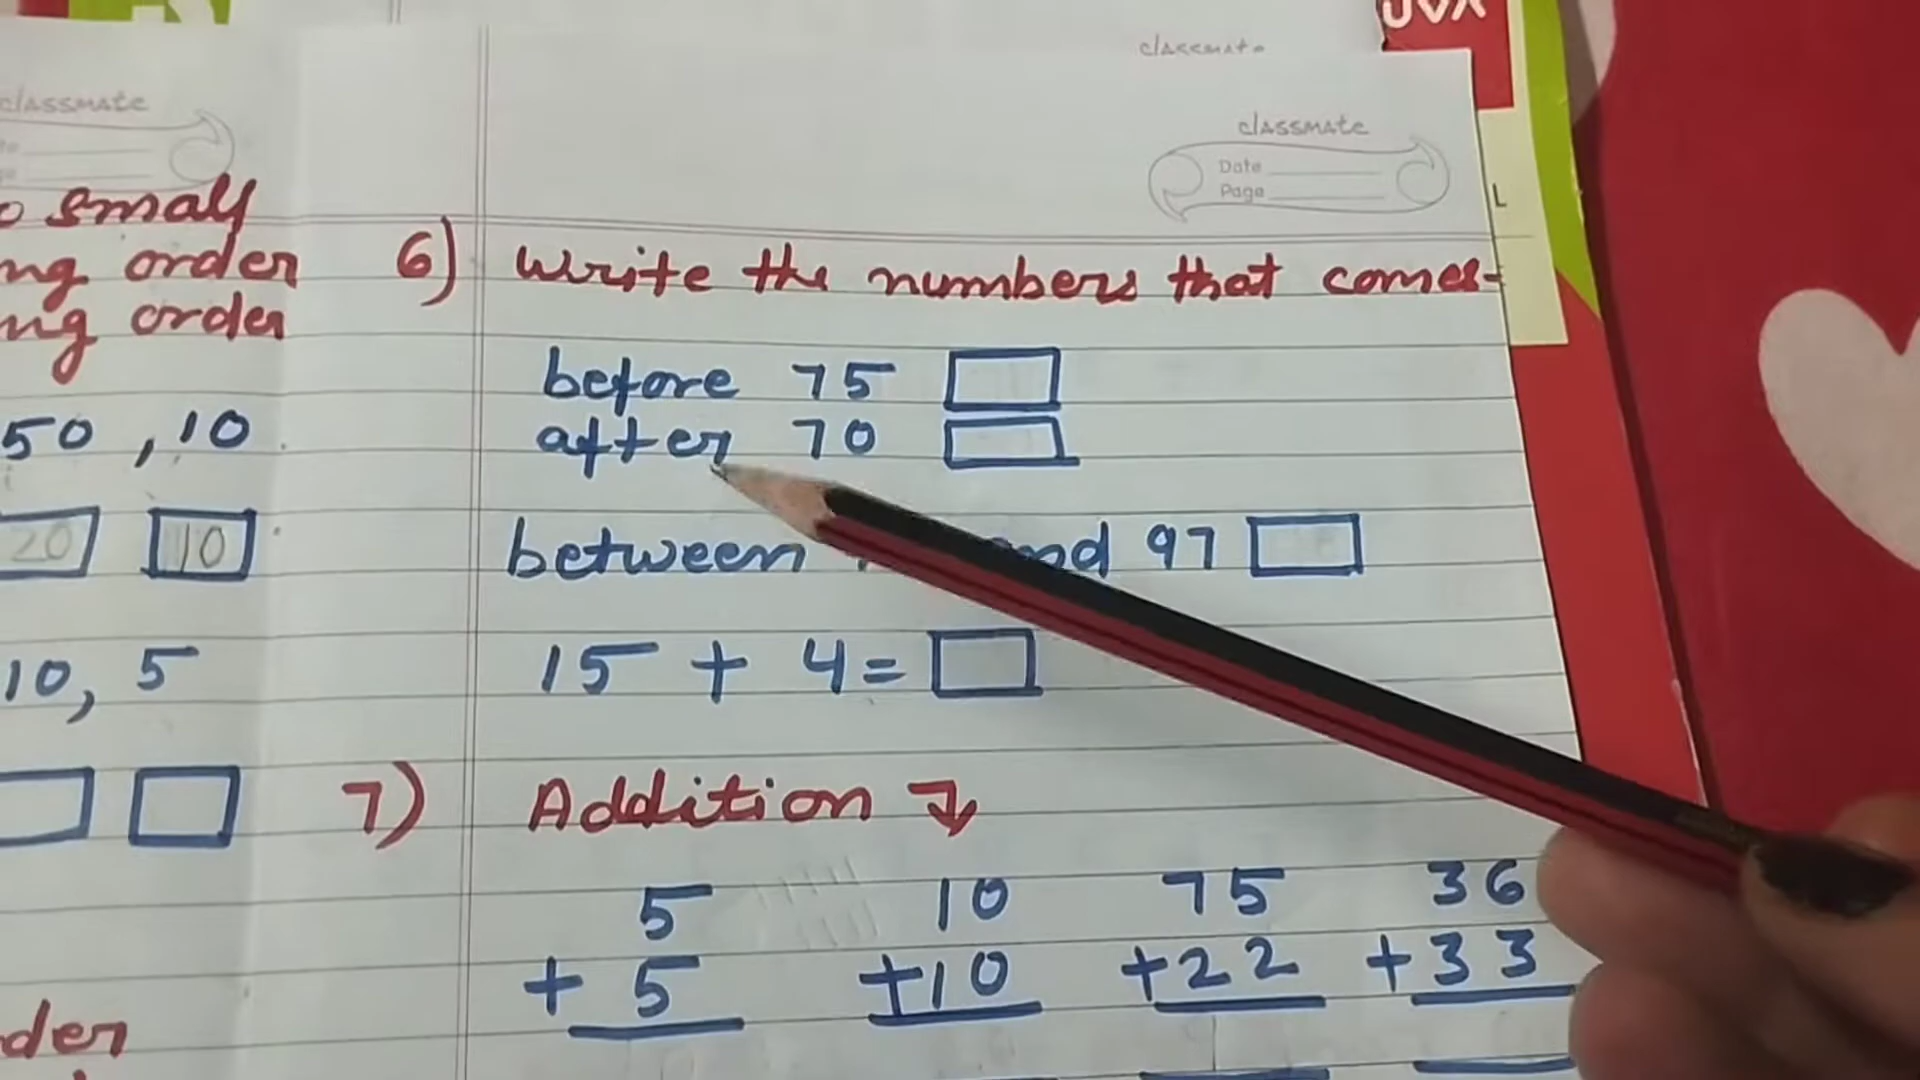 classmate
o small
ng order
ng order
50, 10
20 10
10, 5
der
classmate
classmate
Date
Page
6) Write the numbers that comes-
before 75
after 70
between and 97
15 + 4 =
7) Addition
5 10 75 36
+ 5 +10 +22 +33